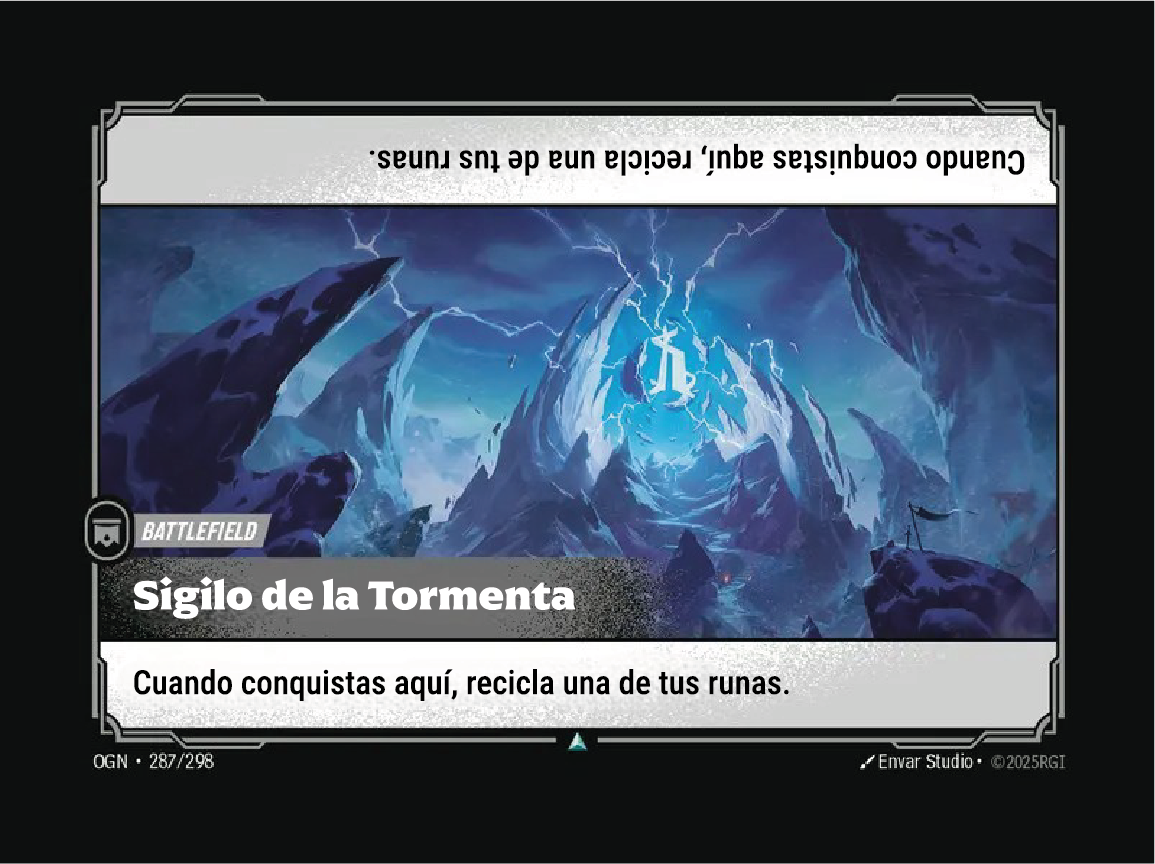 Cuando conquistas aquí, recicla una de tus runas.
BATTLEFIELD
Sigilo de la Tormenta
Cuando conquistas aquí, recicla una de tus runas.
OGN • 287/298
Envar Studio • ©2025RGI